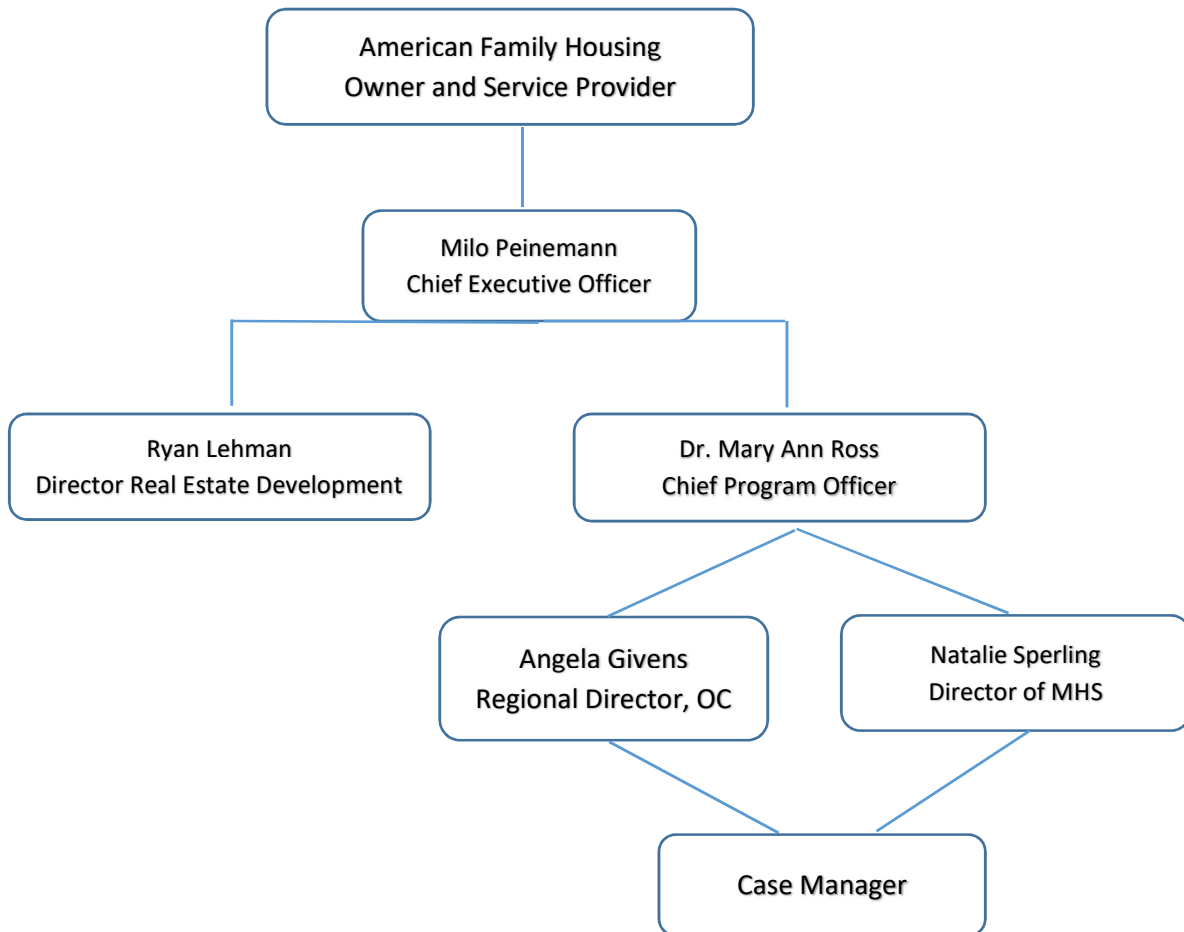 American Family Housing
Owner and Service Provider
Milo Peinemann
Chief Executive Officer
Ryan Lehman
Director Real Estate Development
Dr. Mary Ann Ross
Chief Program Officer
Angela Givens
Regional Director, OC
Natalie Sperling
Director of MHS
Case Manager